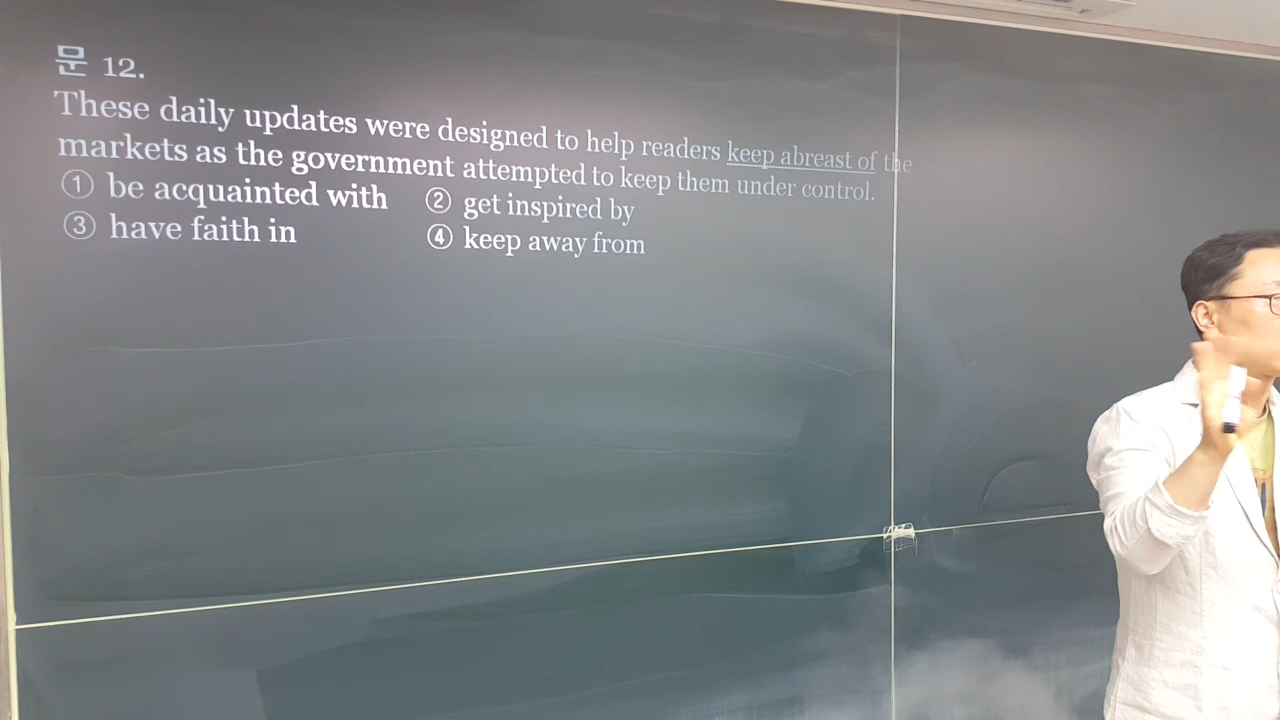 문 12.
These daily updates were designed to help readers keep abreast of the
markets as the government attempted to keep them under control.
① be acquainted with ② get inspired by
③ have faith in ④ keep away from